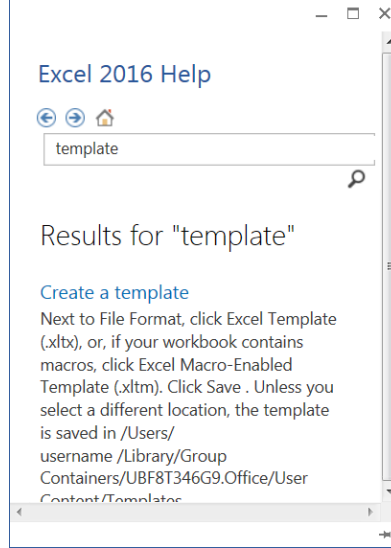 Excel 2016 Help
template
Results for "template"
Create a template
Next to File Format, click Excel Template
(.xltx), or, if your workbook contains
macros, click Excel Macro-Enabled
Template (.xltm). Click Save . Unless you
select a different location, the template
is saved in /Users/
username /Library/Group
Containers/UBF8T346G9.Office/User
Content/Templates